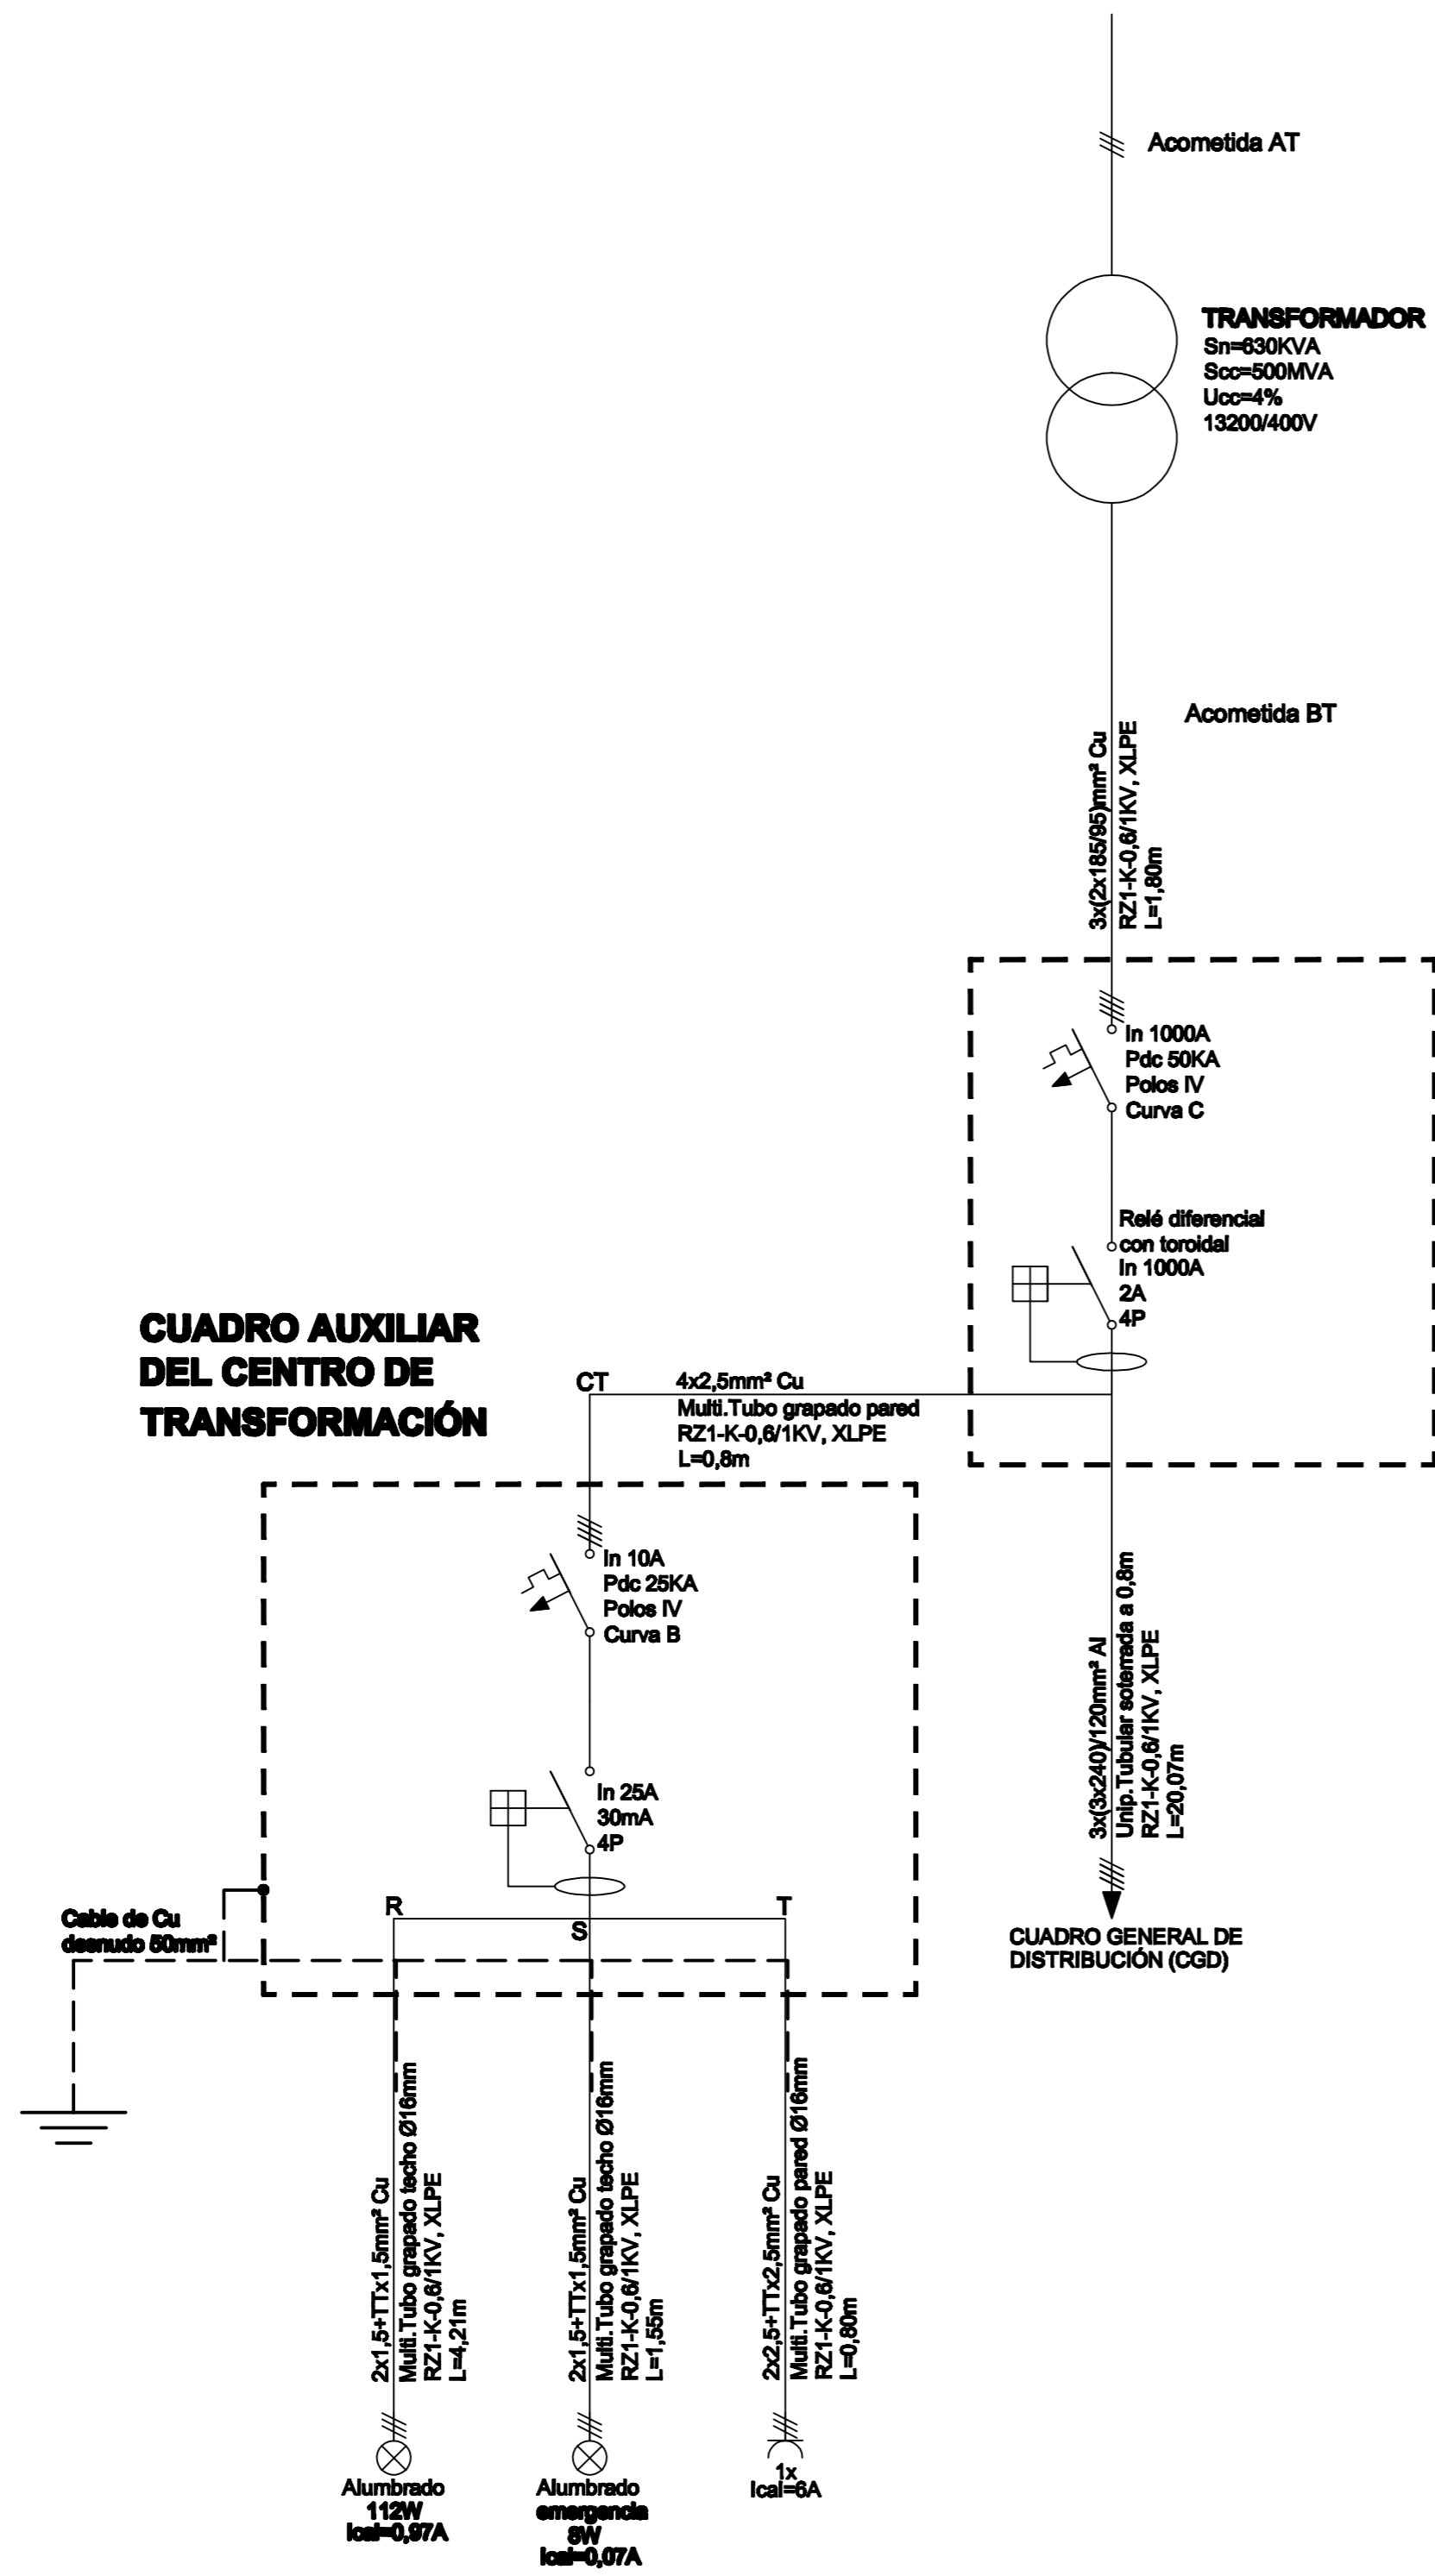 Acometida AT
TRANSFORMADOR
Sn=630KVA
Scc=500MVA
Ucc=4%
13200/400V
Acometida BT
3x(2x185/95)mm² Cu
RZ1-K-0,6/1KV, XLPE
L=1,80m
In 1000A
Pdc 50KA
Polos IV
Curva C
Relé diferencial
con toroidal
In 1000A
2A
4P
CUADRO AUXILIAR
DEL CENTRO DE
TRANSFORMACIÓN
CT
4x2,5mm² Cu
Multi.Tubo grapado pared
RZ1-K-0,6/1KV, XLPE
L=0,8m
In 10A
Pdc 25KA
Polos IV
Curva B
In 25A
30mA
4P
3x(3x240)/120mm² Al
Unip.Tubular soterrada a 0,8m
RZ1-K-0,6/1KV, XLPE
L=20,07m
CUADRO GENERAL DE
DISTRIBUCIÓN (CGD)
R
S
T
Cable de Cu
desnudo 50mm²
2x1,5+TTx1,5mm² Cu
Multi.Tubo grapado techo Ø16mm
RZ1-K-0,6/1KV, XLPE
L=4,21m
2x1,5+TTx1,5mm² Cu
Multi.Tubo grapado techo Ø16mm
RZ1-K-0,6/1KV, XLPE
L=1,55m
2x2,5+TTx2,5mm² Cu
Multi.Tubo grapado pared Ø16mm
RZ1-K-0,6/1KV, XLPE
L=0,80m
Alumbrado
112W
Ical=0,97A
Alumbrado
emergencia
8W
Ical=0,07A
1x
Ical=6A